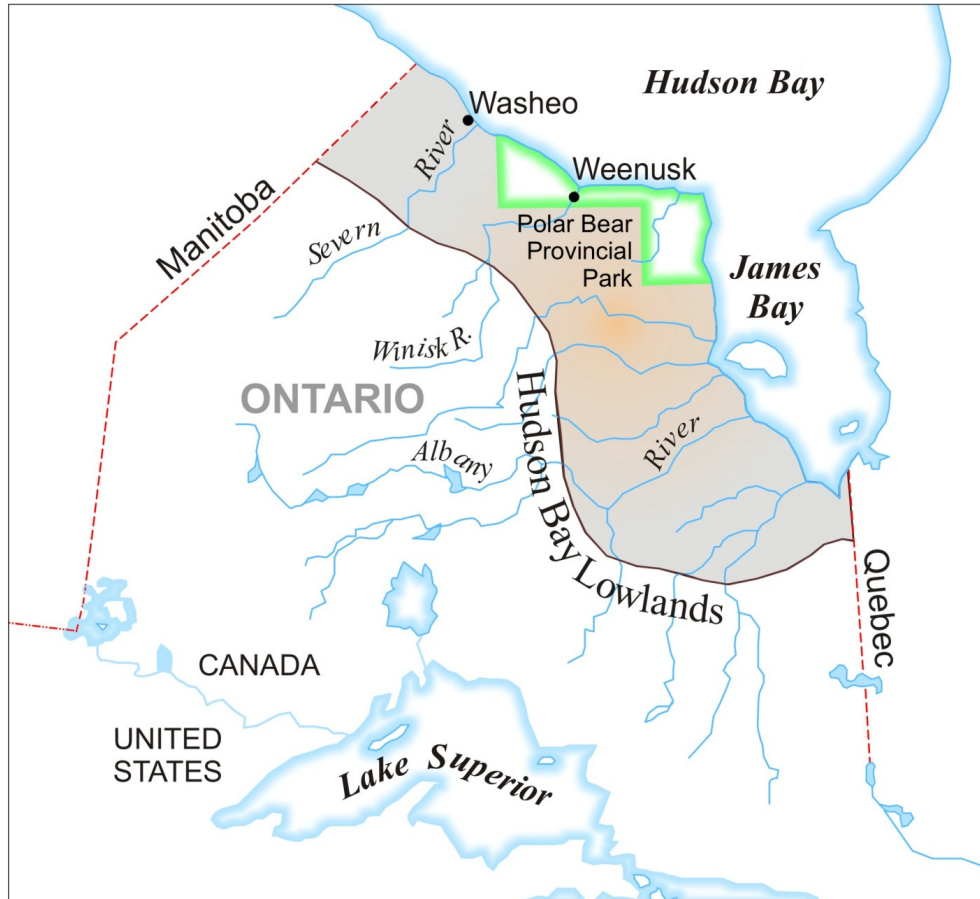 Hudson Bay
Washeo
River
Weenusk
Manitoba
Polar Bear
Provincial
Park
Severn
James
Bay
Winisk R.
ONTARIO
Hudson Bay Lowlands
River
Albany
Quebec
CANADA
UNITED
STATES
Lake Superior